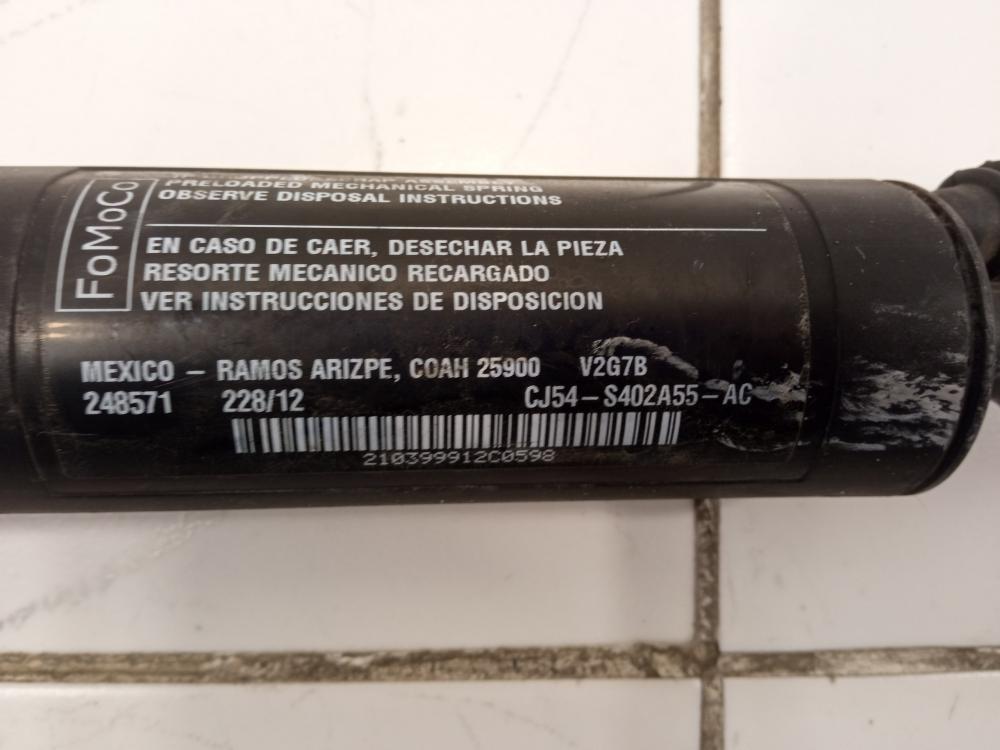 FoMoCo
PRELOADED MECHANICAL SPRING
OBSERVE DISPOSAL INSTRUCTIONS
EN CASO DE CAER, DESECHAR LA PIEZA
RESORTE MECANICO RECARGADO
VER INSTRUCCIONES DE DISPOSICION
MEXICO – RAMOS ARIZPE, COAH 25900 V2G7B
248571 228/12 CJ54–S402A55–AC
210399912C0598